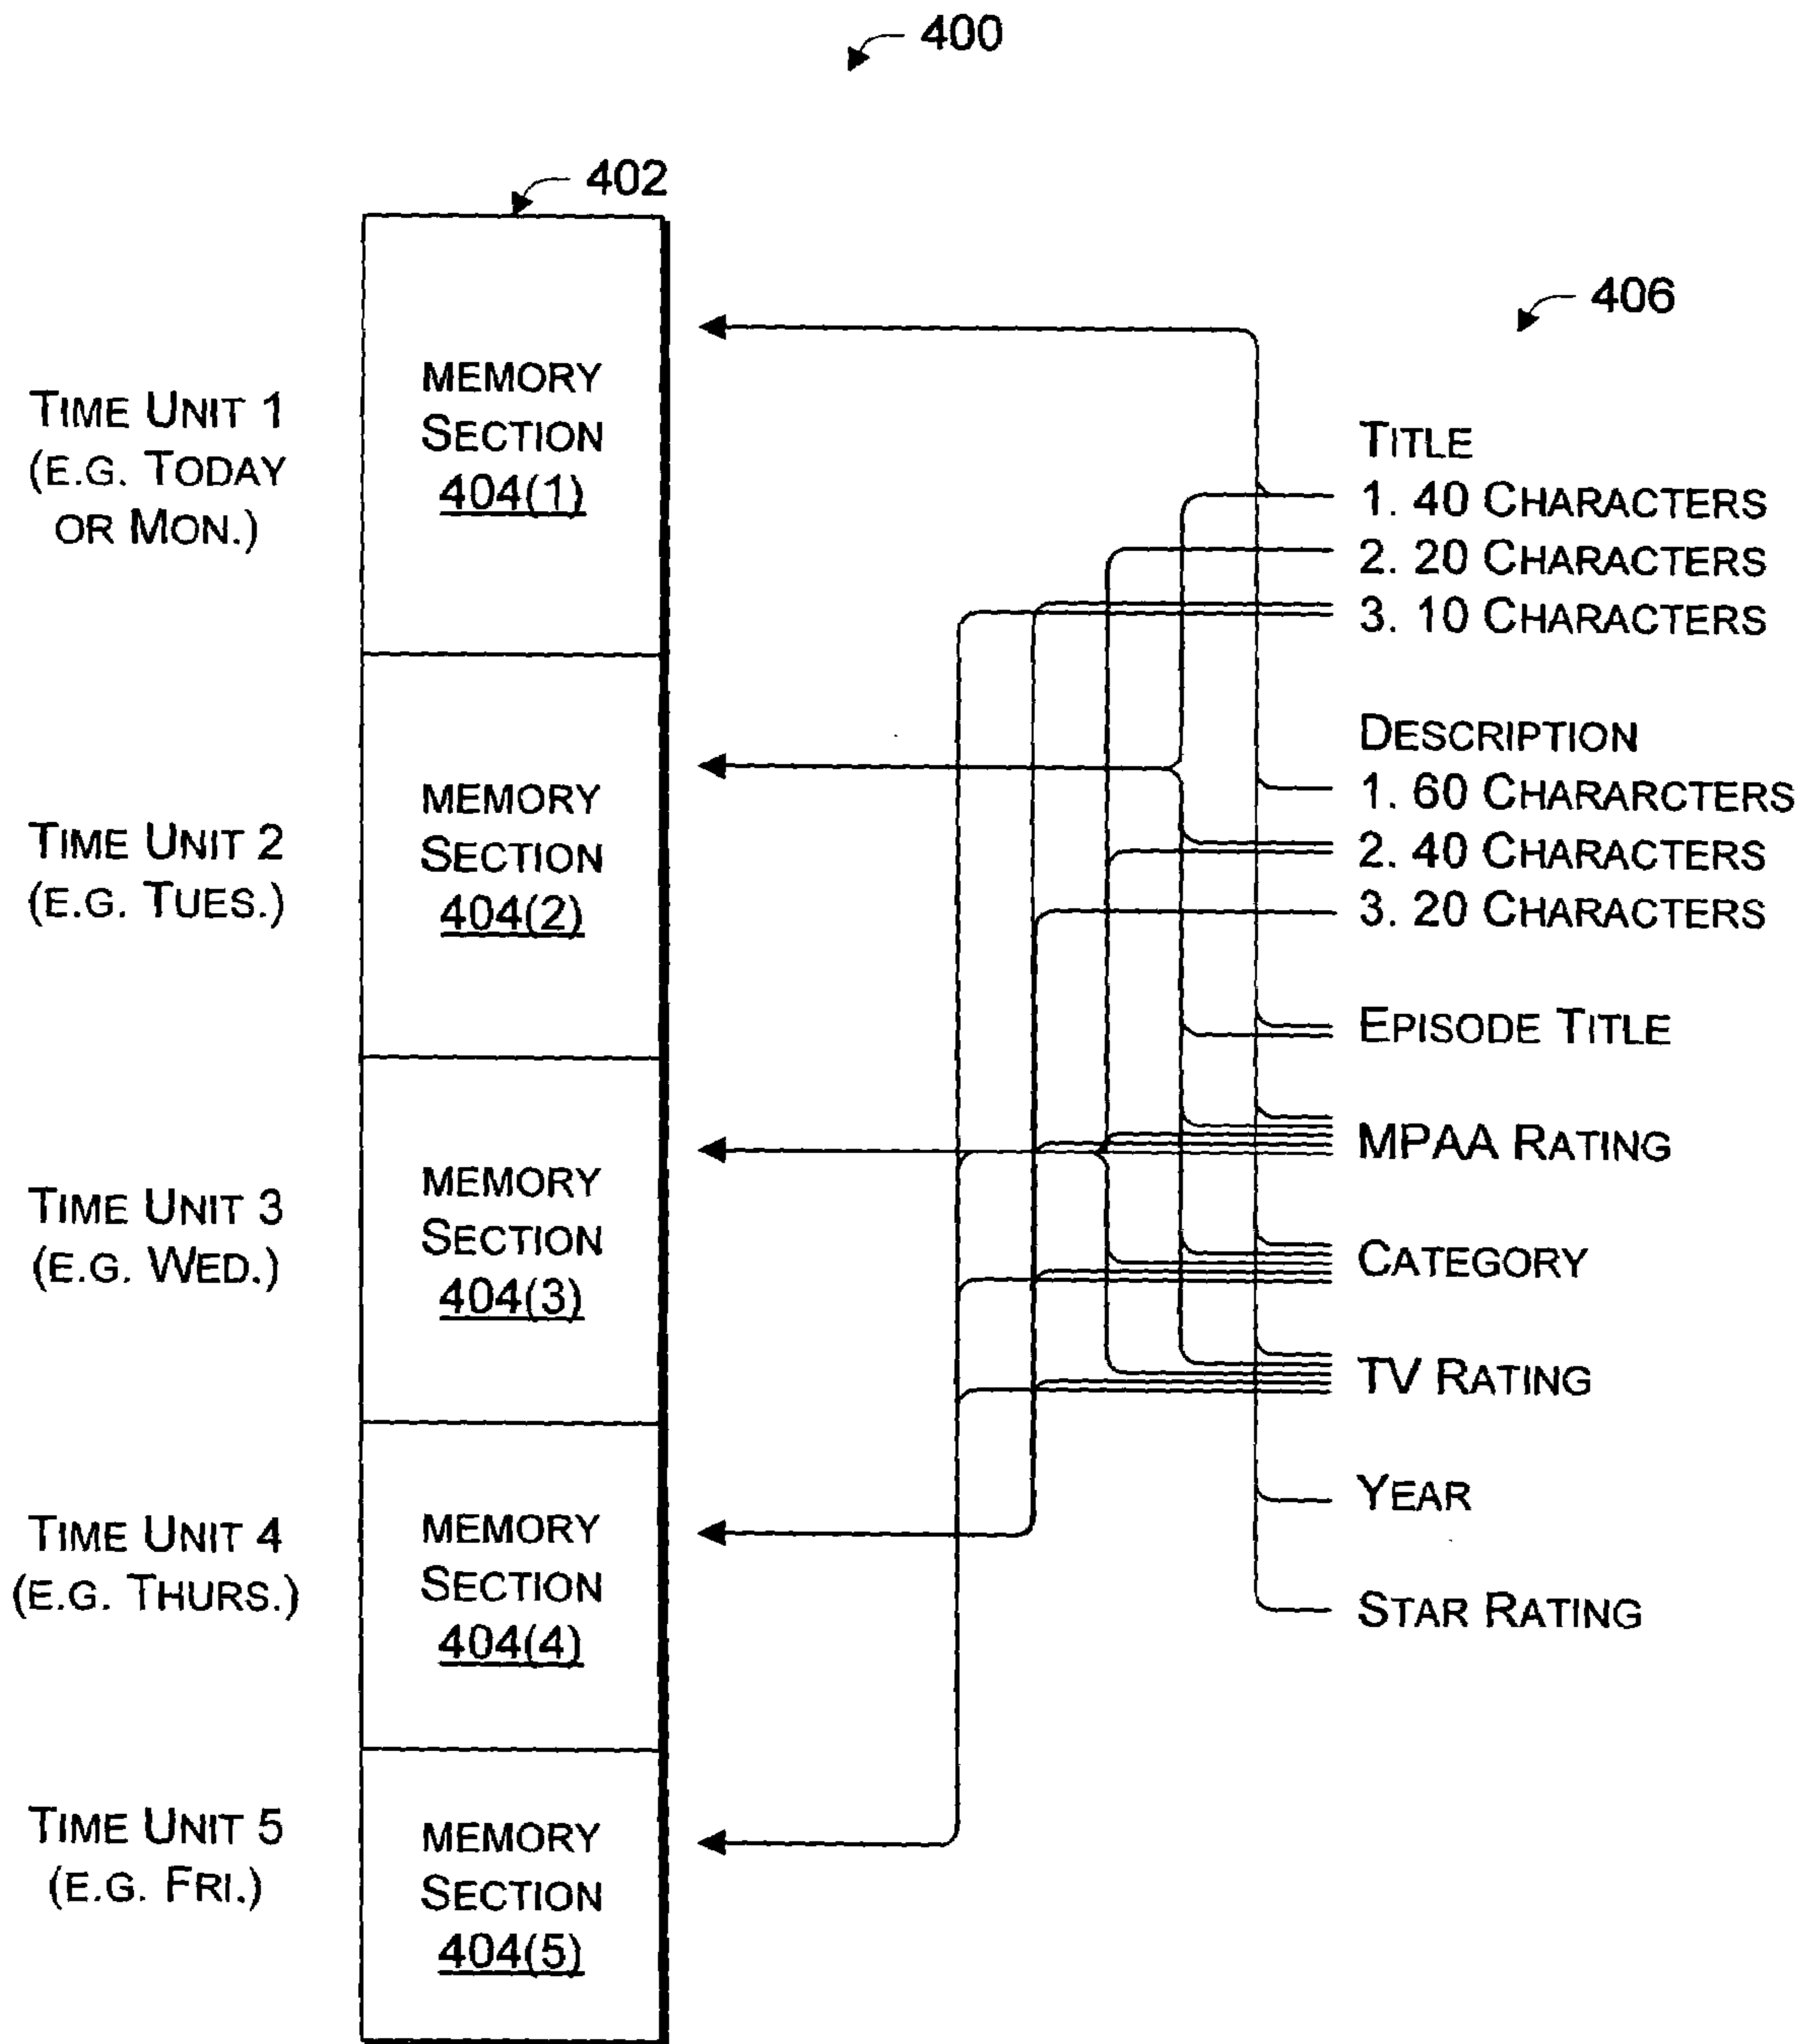 400
402
406
TIME UNIT 1
(E.G. TODAY
OR MON.)
MEMORY
SECTION
404(1)
TIME UNIT 2
(E.G. TUES.)
MEMORY
SECTION
404(2)
TIME UNIT 3
(E.G. WED.)
MEMORY
SECTION
404(3)
TIME UNIT 4
(E.G. THURS.)
MEMORY
SECTION
404(4)
TIME UNIT 5
(E.G. FRI.)
MEMORY
SECTION
404(5)
TITLE
1. 40 CHARACTERS
2. 20 CHARACTERS
3. 10 CHARACTERS
DESCRIPTION
1. 60 CHARARCTERS
2. 40 CHARACTERS
3. 20 CHARACTERS
EPISODE TITLE
MPAA RATING
CATEGORY
TV RATING
YEAR
STAR RATING